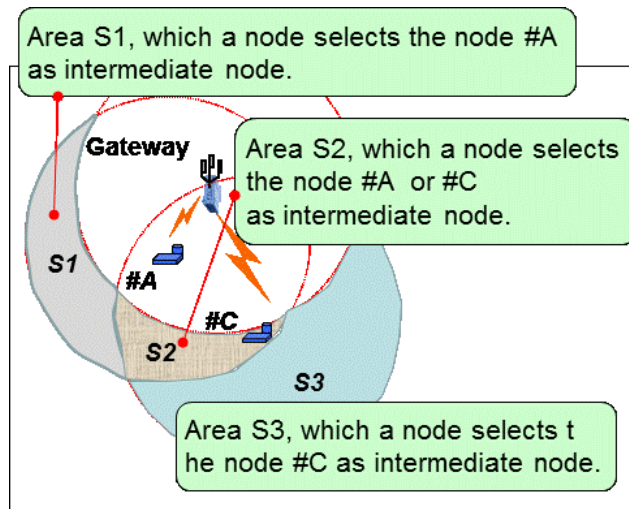 Area S1, which a node selects the node #A
as intermediate node.
Gateway
Area S2, which a node selects
the node #A or #C
as intermediate node.
S1
#A
#C
S2
S3
Area S3, which a node selects t
he node #C as intermediate node.